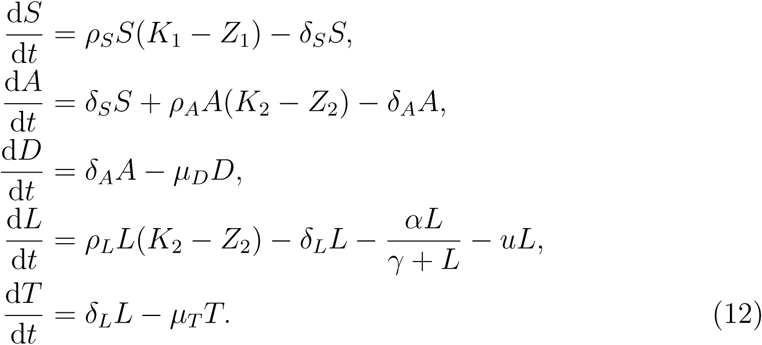 dS/dt = ρ_S S(K_1 − Z_1) − δ_S S,
dA/dt = δ_S S + ρ_A A(K_2 − Z_2) − δ_A A,
dD/dt = δ_A A − μ_D D,
dL/dt = ρ_L L(K_2 − Z_2) − δ_L L − αL/(γ + L) − uL,
dT/dt = δ_L L − μ_T T. (12)